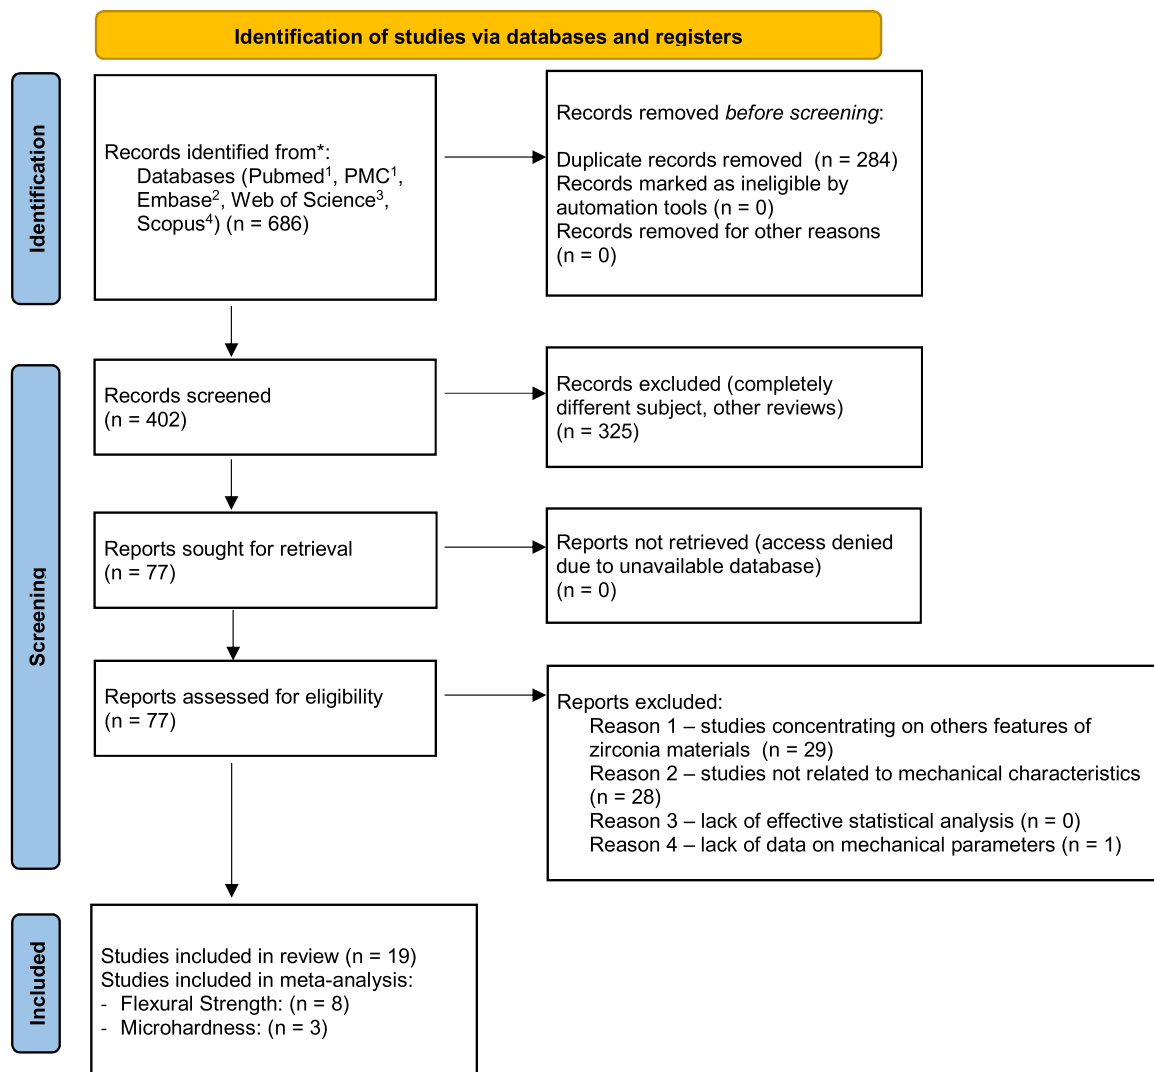 Identification of studies via databases and registers
Identification
Records identified from*:
Databases (Pubmed¹, PMC¹,
Embase², Web of Science³,
Scopus⁴) (n = 686)
Records removed before screening:
Duplicate records removed  (n = 284)
Records marked as ineligible by
automation tools (n = 0)
Records removed for other reasons
(n = 0)
Screening
Records screened
(n = 402)
Records excluded (completely
different subject, other reviews)
(n = 325)
Reports sought for retrieval
(n = 77)
Reports not retrieved (access denied
due to unavailable database)
(n = 0)
Reports assessed for eligibility
(n = 77)
Reports excluded:
Reason 1 – studies concentrating on others features of
zirconia materials  (n = 29)
Reason 2 – studies not related to mechanical characteristics
(n = 28)
Reason 3 – lack of effective statistical analysis (n = 0)
Reason 4 – lack of data on mechanical parameters (n = 1)
Included
Studies included in review (n = 19)
Studies included in meta-analysis:
- Flexural Strength: (n = 8)
- Microhardness: (n = 3)